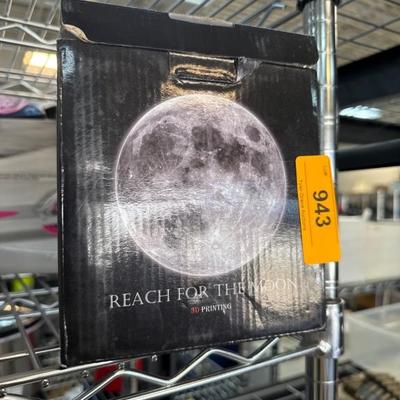 REACH FOR THE MOON
3D PRINTING
943